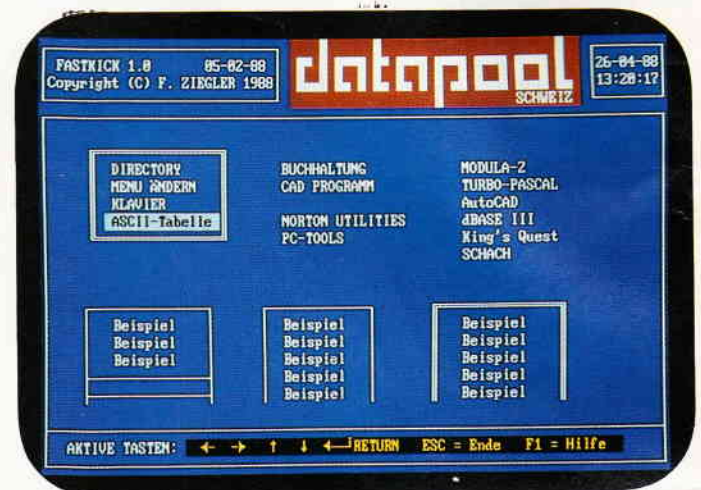 FASTKICK 1.0 05-02-88
Copyright (C) F. ZIEGLER 1988
datapool
SCHWEIZ
26-04-88
13:20:17
DIRECTORY
MENU ÄNDERN
KLAVIER
ASCII-Tabelle
BUCHHALTUNG
CAD PROGRAMM
NORTON UTILITIES
PC-TOOLS
MODULA-2
TURBO-PASCAL
AutoCAD
dBASE III
King's Quest
SCHACH
Beispiel
Beispiel
Beispiel
Beispiel
Beispiel
Beispiel
Beispiel
Beispiel
Beispiel
Beispiel
Beispiel
Beispiel
Beispiel
AKTIVE TASTEN: ← → ↑ ↓ ←┘RETURN ESC = Ende F1 = Hilfe